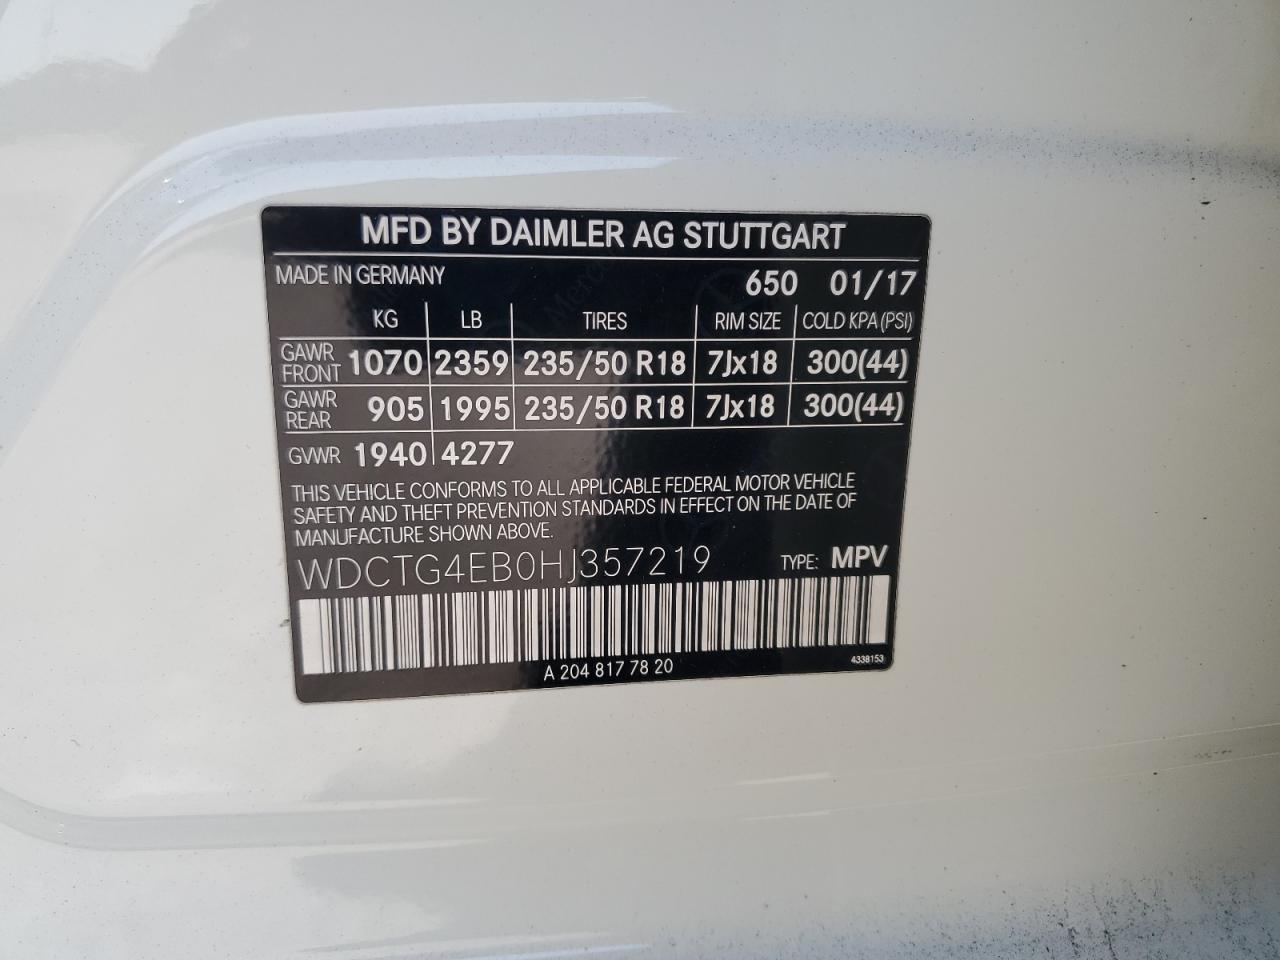 MFD BY DAIMLER AG STUTTGART
MADE IN GERMANY 650 01/17
KG LB TIRES RIM SIZE COLD KPA (PSI)
GAWR FRONT 1070 2359 235/50 R18 7Jx18 300(44)
GAWR REAR 905 1995 235/50 R18 7Jx18 300(44)
GVWR 1940 4277
THIS VEHICLE CONFORMS TO ALL APPLICABLE FEDERAL MOTOR VEHICLE
SAFETY AND THEFT PREVENTION STANDARDS IN EFFECT ON THE DATE OF
MANUFACTURE SHOWN ABOVE.
WDCTG4EB0HJ357219 TYPE: MPV
A 204 817 78 20 4338153